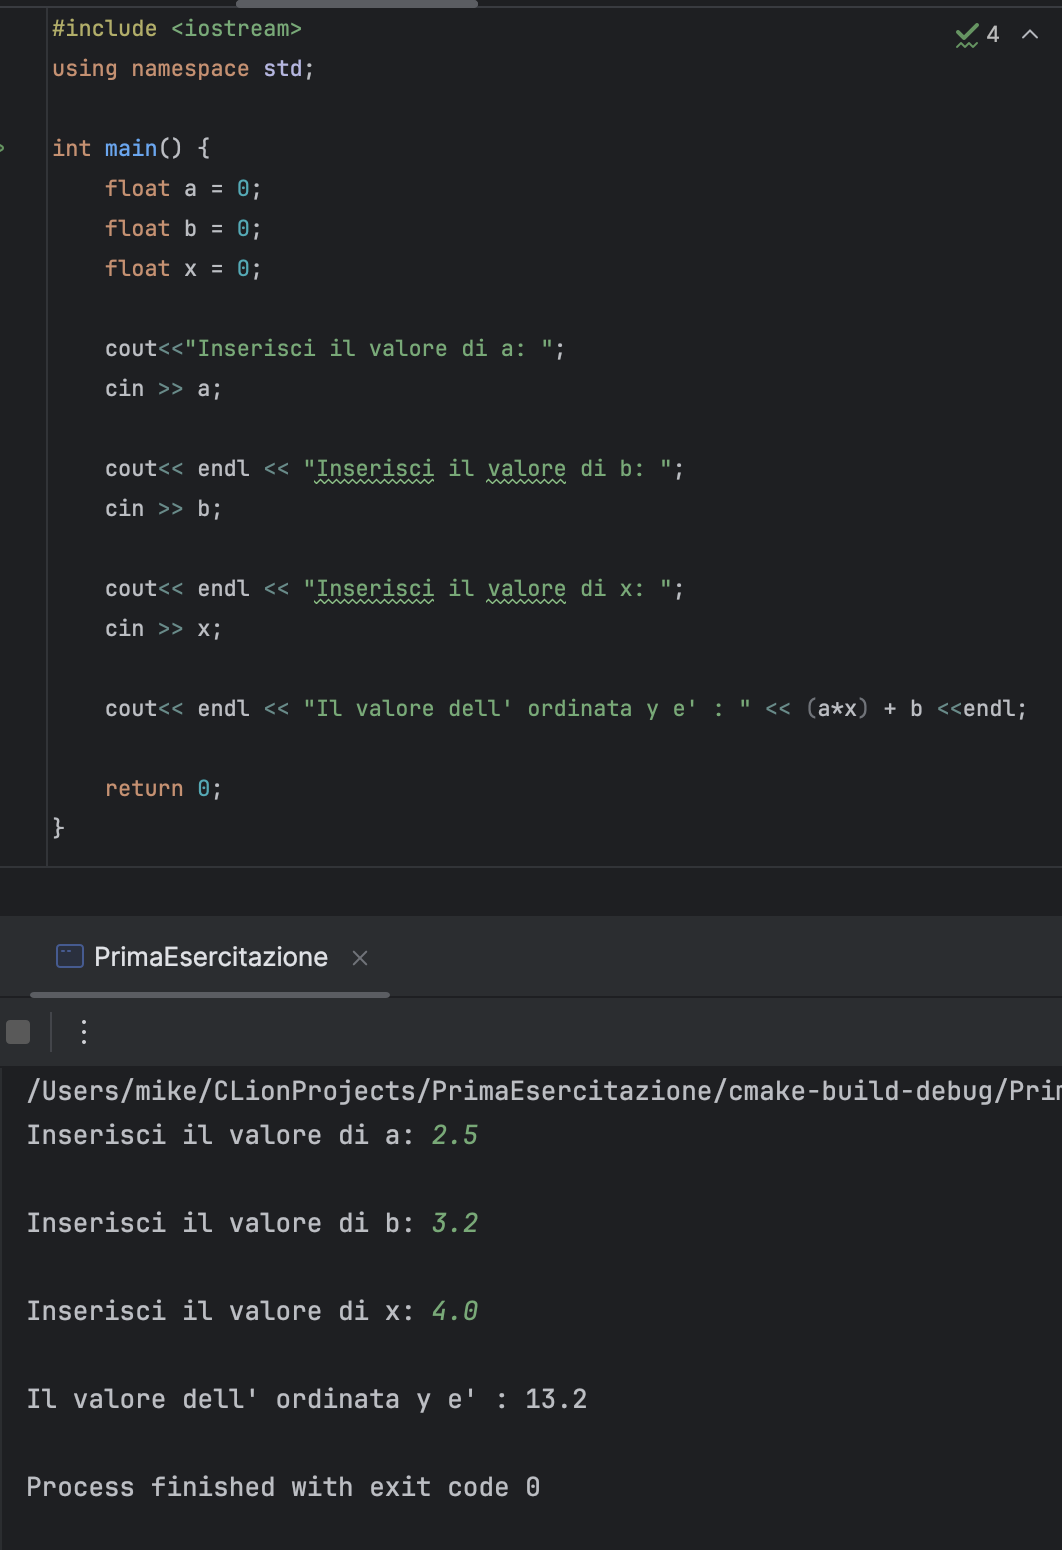 #include <iostream>
4
using namespace std;
int main() {
float a = 0;
float b = 0;
float x = 0;
cout<<"Inserisci il valore di a: ";
cin >> a;
cout<< endl << "Inserisci il valore di b: ";
cin >> b;
cout<< endl << "Inserisci il valore di x: ";
cin >> x;
cout<< endl << "Il valore dell' ordinata y e' : " << (a*x) + b <<endl;
return 0;
}
PrimaEsercitazione
/Users/mike/CLionProjects/PrimaEsercitazione/cmake-build-debug/
Inserisci il valore di a: 2.5
Inserisci il valore di b: 3.2
Inserisci il valore di x: 4.0
Il valore dell' ordinata y e' : 13.2
Process finished with exit code 0